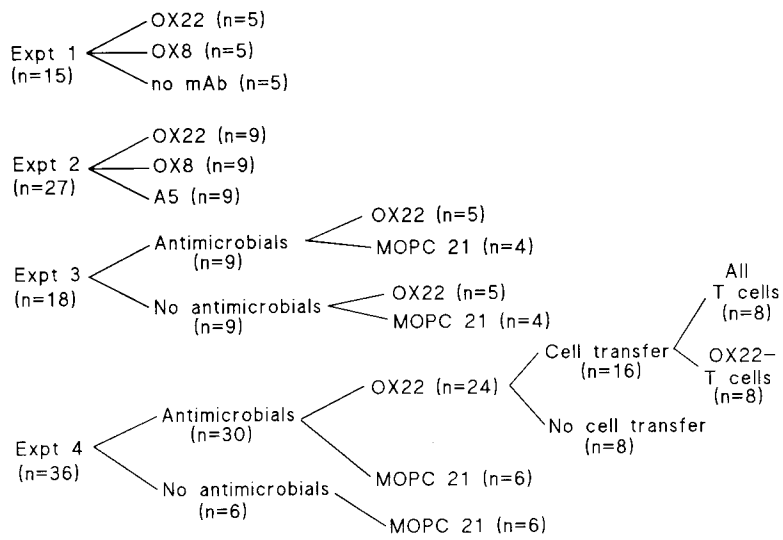 OX22 (n=5)
Expt 1
OX8 (n=5)
(n=15)
no mAb (n=5)
OX22 (n=9)
Expt 2
OX8 (n=9)
(n=27)
A5 (n=9)
OX22 (n=5)
Antimicrobials
MOPC 21 (n=4)
(n=9)
Expt 3
(n=18)
No antimicrobials
OX22 (n=5)
(n=9)
MOPC 21 (n=4)
All
T cells
(n=8)
Cell transfer
(n=16)
OX22−
T cells
(n=8)
OX22 (n=24)
Antimicrobials
(n=30)
No cell transfer
(n=8)
Expt 4
(n=36)
MOPC 21 (n=6)
No antimicrobials
(n=6)
MOPC 21 (n=6)